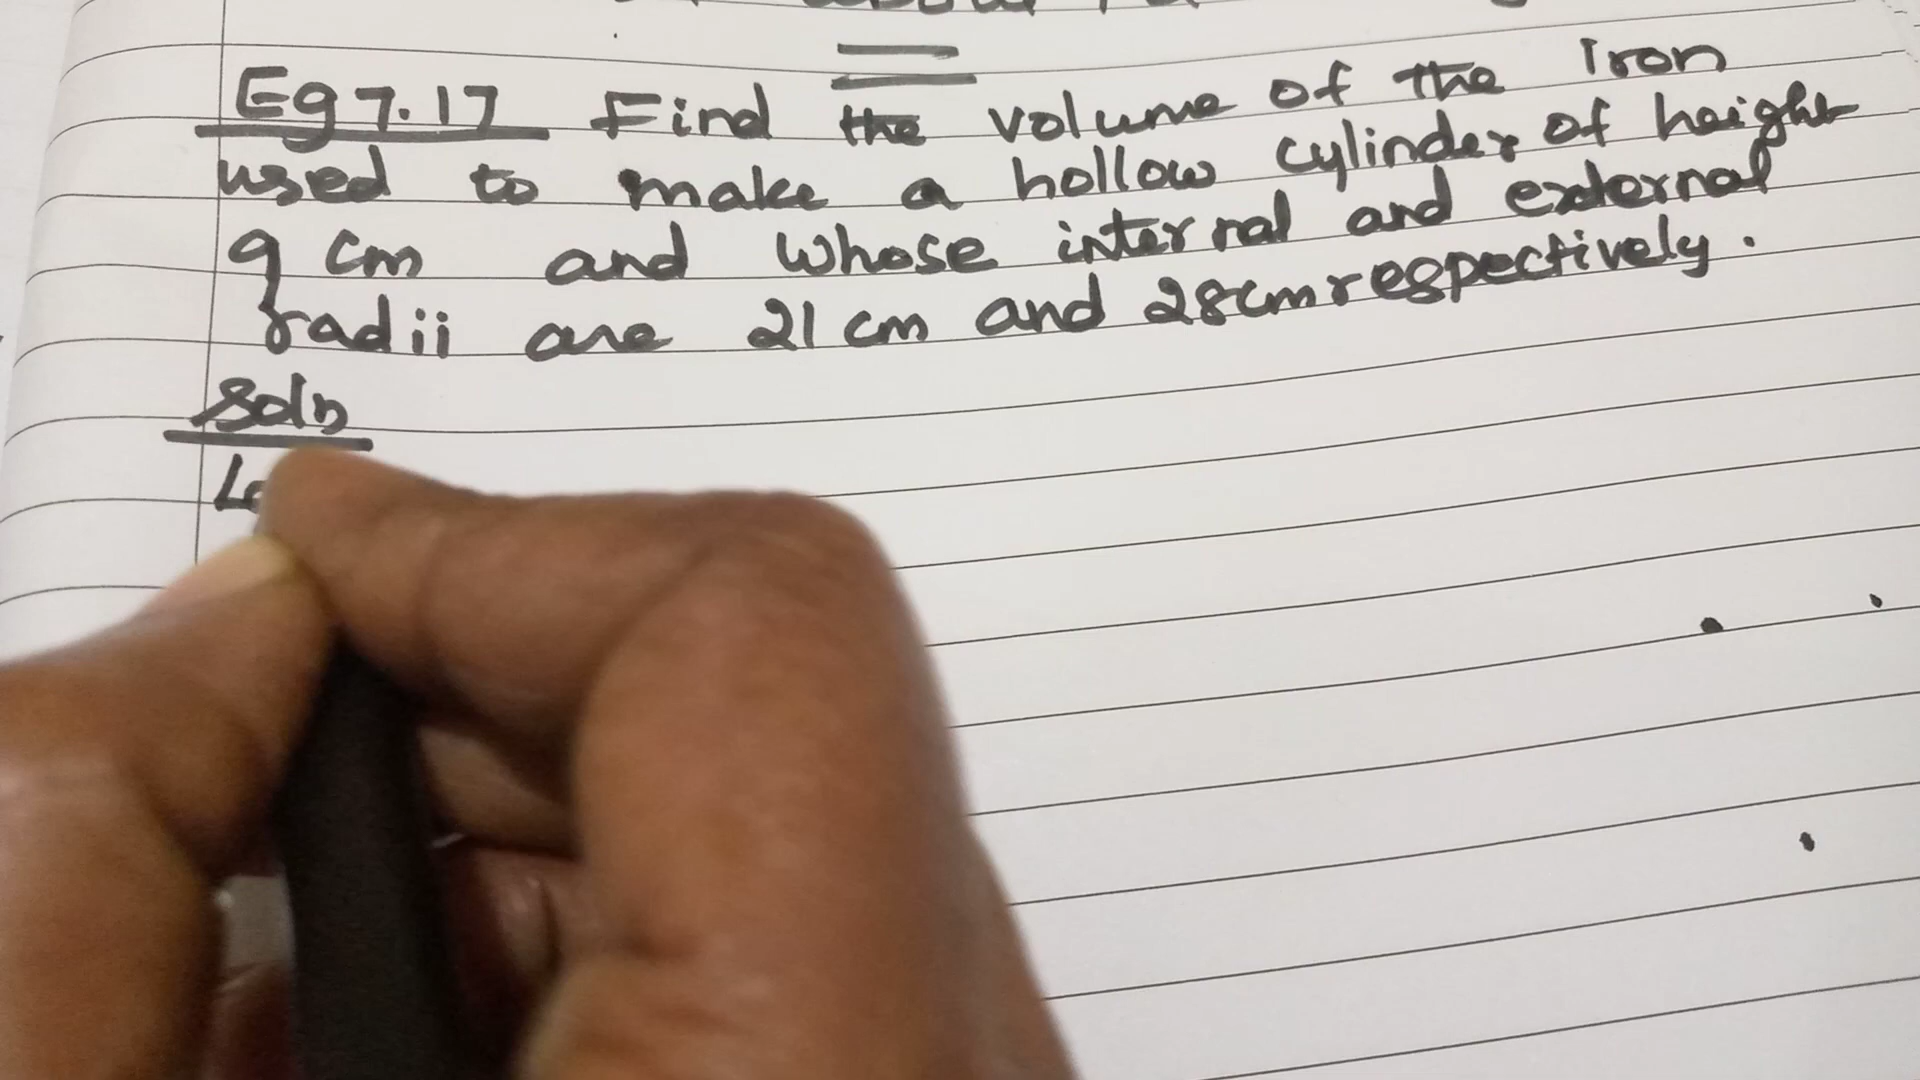 Eg 7.17 Find the volume of the Iron
used to make a hollow cylinder of height
9 cm and whose internal and external
radii are 21 cm and 28cm respectively.
Soln